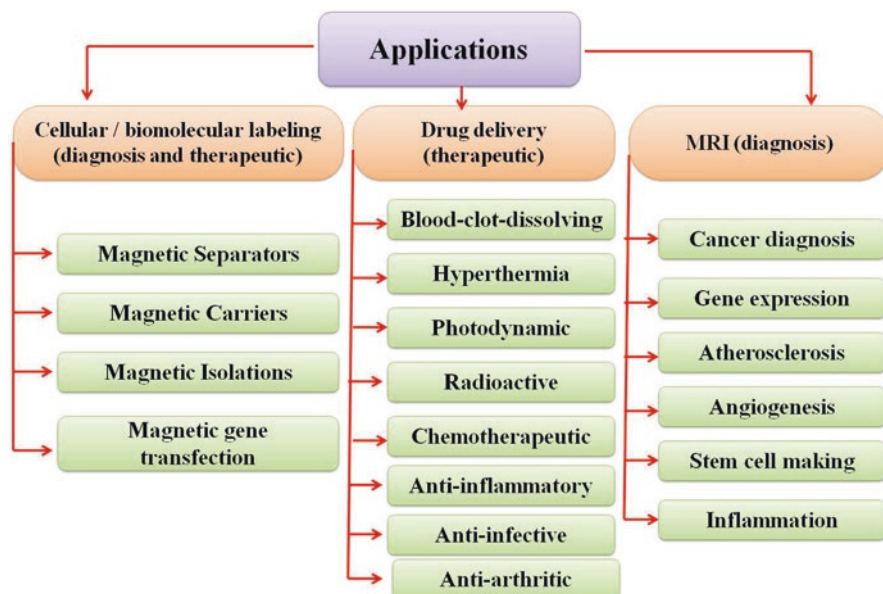 Applications
Cellular / biomolecular labeling
(diagnosis and therapeutic)
Magnetic Separators
Magnetic Carriers
Magnetic Isolations
Magnetic gene
transfection
Drug delivery
(therapeutic)
Blood-clot-dissolving
Hyperthermia
Photodynamic
Radioactive
Chemotherapeutic
Anti-inflammatory
Anti-infective
Anti-arthritic
MRI (diagnosis)
Cancer diagnosis
Gene expression
Atherosclerosis
Angiogenesis
Stem cell making
Inflammation